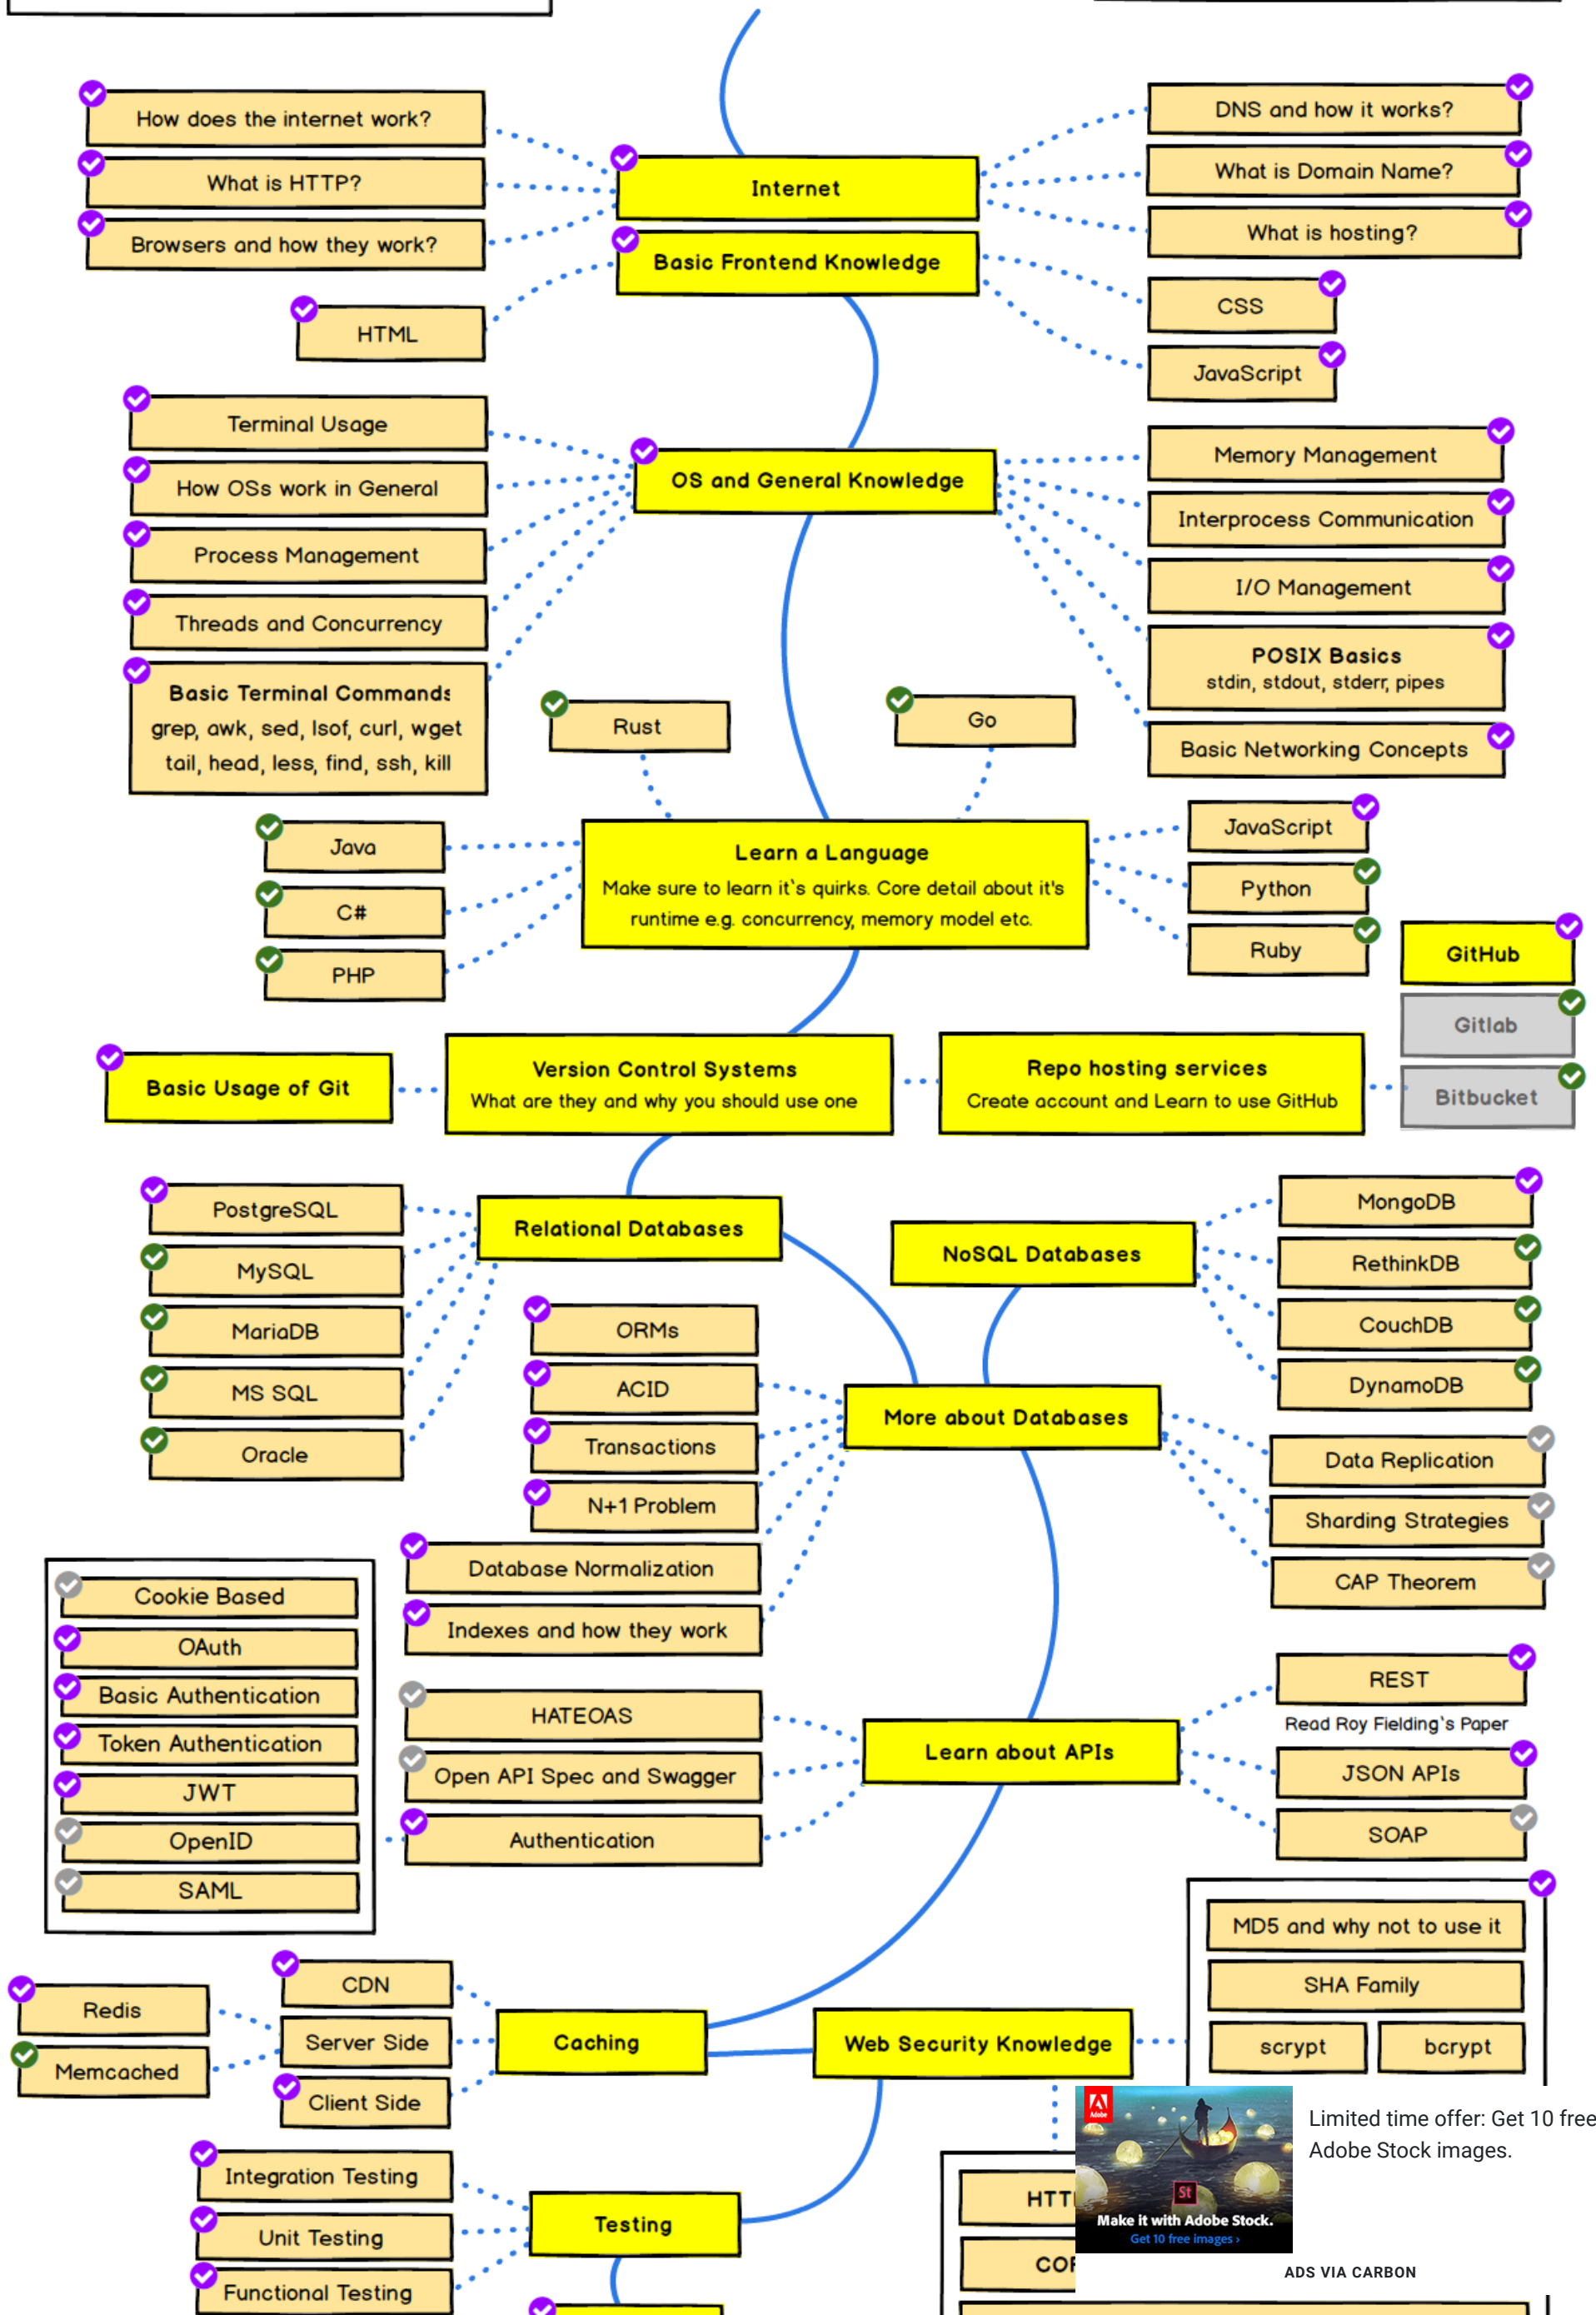 How does the internet work?
What is HTTP?
Browsers and how they work?
HTML
Internet
Basic Frontend Knowledge
DNS and how it works?
What is Domain Name?
What is hosting?
CSS
JavaScript
Terminal Usage
How OSs work in General
Process Management
Threads and Concurrency
Basic Terminal Commands
grep, awk, sed, lsof, curl, wget
tail, head, less, find, ssh, kill
OS and General Knowledge
Memory Management
Interprocess Communication
I/O Management
POSIX Basics
stdin, stdout, stderr, pipes
Basic Networking Concepts
Rust
Go
Java
C#
PHP
Learn a Language
Make sure to learn it`s quirks. Core detail about it's
runtime e.g. concurrency, memory model etc.
JavaScript
Python
Ruby
GitHub
Gitlab
Bitbucket
Basic Usage of Git
Version Control Systems
What are they and why you should use one
Repo hosting services
Create account and Learn to use GitHub
PostgreSQL
MySQL
MariaDB
MS SQL
Oracle
Relational Databases
NoSQL Databases
MongoDB
RethinkDB
CouchDB
DynamoDB
ORMs
ACID
Transactions
N+1 Problem
Database Normalization
Indexes and how they work
More about Databases
Data Replication
Sharding Strategies
CAP Theorem
Cookie Based
OAuth
Basic Authentication
Token Authentication
JWT
OpenID
SAML
HATEOAS
Open API Spec and Swagger
Authentication
Learn about APIs
REST
Read Roy Fielding`s Paper
JSON APIs
SOAP
MD5 and why not to use it
SHA Family
scrypt
bcrypt
Redis
Memcached
CDN
Server Side
Client Side
Caching
Web Security Knowledge
Integration Testing
Unit Testing
Functional Testing
Testing
Adobe
St
Make it with Adobe Stock.
Get 10 free images ›
Limited time offer: Get 10 free
Adobe Stock images.
ADS VIA CARBON